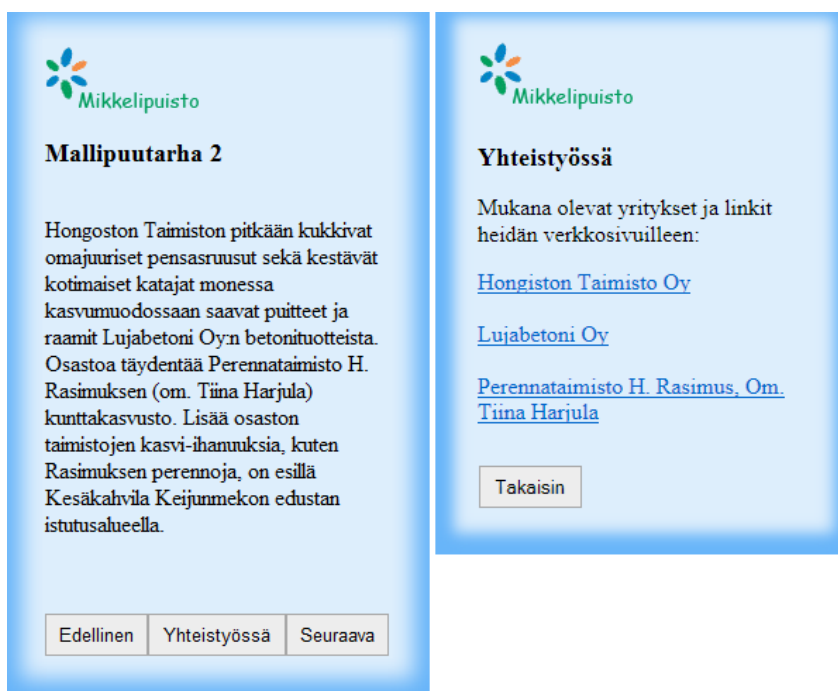 Mikkelipuisto
Mallipuutarha 2
Hongoston Taimiston pitkään kukkivat
omajuuriset pensasruusut sekä kestävät
kotimaiset katajat monessa
kasvumuodossaan saavat puitteet ja
raamit Lujabetoni Oy:n betonituotteista.
Osastoa täydentää Perennataimisto H.
Rasimuksen (om. Tiina Harjula)
kunttakasvusto. Lisää osaston
taimistojen kasvi-ihanuuksia, kuten
Rasimuksen perennoja, on esillä
Kesäkahvila Keijunmekon edustan
istutusalueella.
Edellinen Yhteistyössä Seuraava
Mikkelipuisto
Yhteistyössä
Mukana olevat yritykset ja linkit
heidän verkkosivuilleen:
Hongiston Taimisto Oy
Lujabetoni Oy
Perennataimisto H. Rasimus, Om.
Tiina Harjula
Takaisin